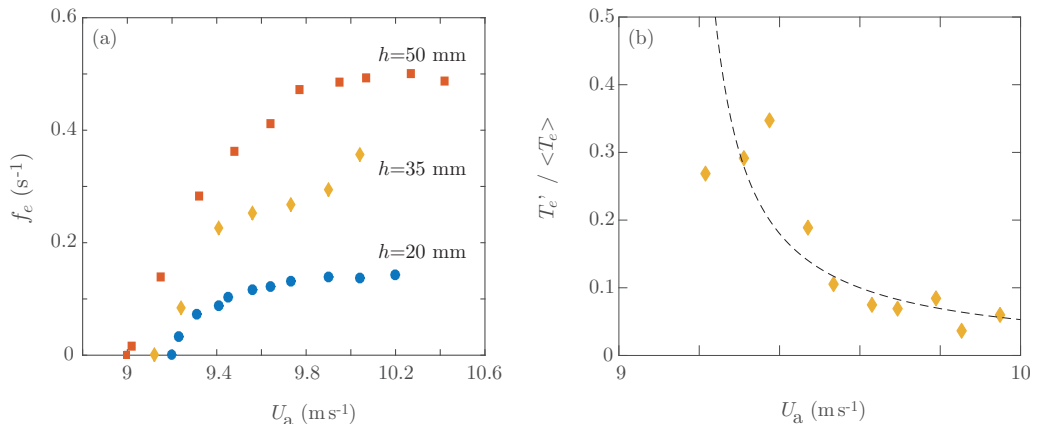 (a)
h=50 mm
h=35 mm
h=20 mm
f_e (s⁻¹)
0.6
0.4
0.2
0
9
9.4
9.8
10.2
10.6
U_a (m s⁻¹)
(b)
T_e' / <T_e>
0.5
0.4
0.3
0.2
0.1
0
9
10
U_a (m s⁻¹)